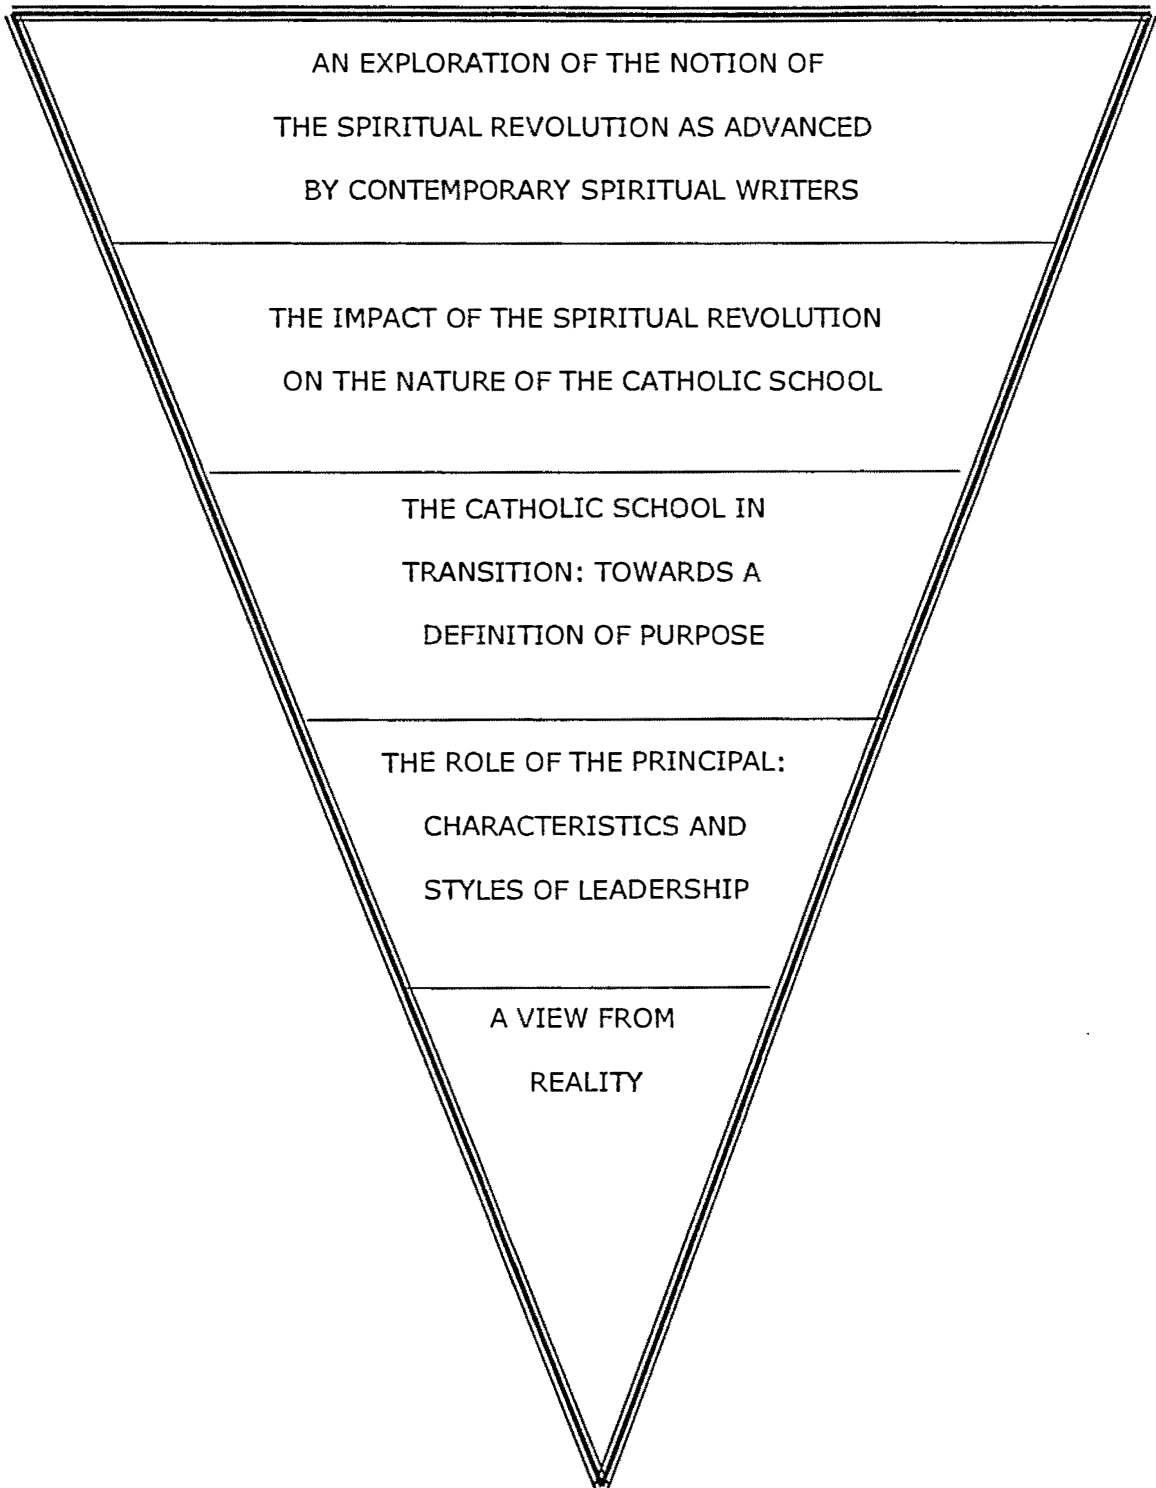 AN EXPLORATION OF THE NOTION OF
THE SPIRITUAL REVOLUTION AS ADVANCED
BY CONTEMPORARY SPIRITUAL WRITERS
THE IMPACT OF THE SPIRITUAL REVOLUTION
ON THE NATURE OF THE CATHOLIC SCHOOL
THE CATHOLIC SCHOOL IN
TRANSITION: TOWARDS A
DEFINITION OF PURPOSE
THE ROLE OF THE PRINCIPAL:
CHARACTERISTICS AND
STYLES OF LEADERSHIP
A VIEW FROM
REALITY